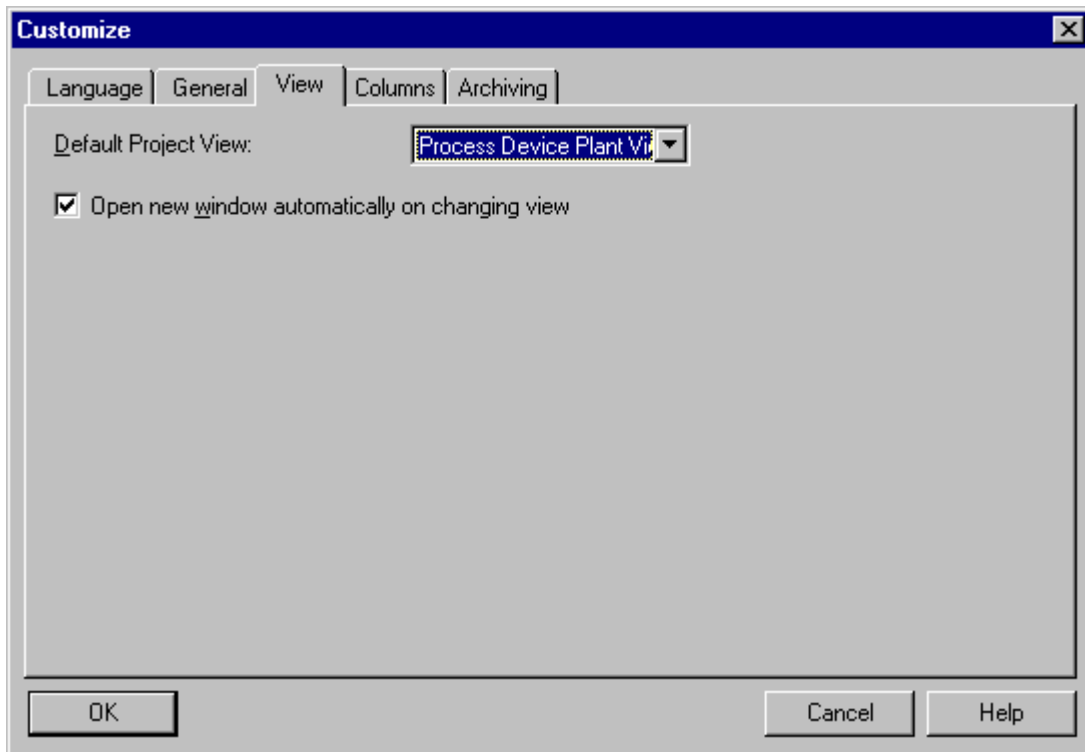 Customize
Language General View Columns Archiving
Default Project View: Process Device Plant Vi
Open new window automatically on changing view
OK Cancel Help